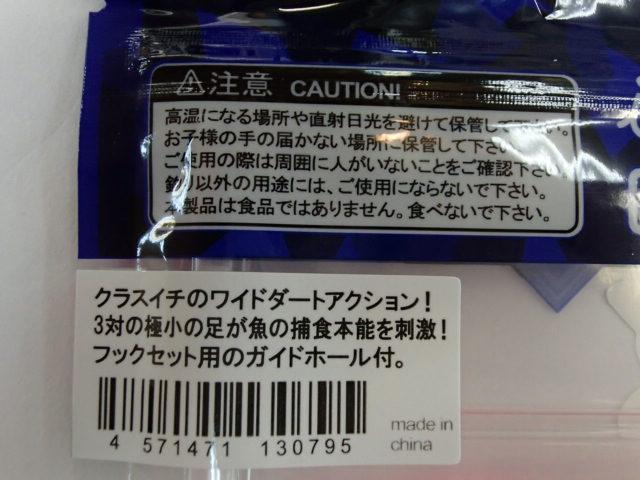 ⚠注意 CAUTION!
高温になる場所や直射日光を避けて保管して下さい。
お子様の手の届かない場所に保管して下さい。
ご使用の際は周囲に人がいないことをご確認下さい。
釣り以外の用途には、ご使用にならないで下さい。
本製品は食品ではありません。食べないで下さい。
クラスイチのワイドダートアクション！
3対の極小の足が魚の捕食本能を刺激！
フックセット用のガイドホール付。
4 571471 130795
made in
china